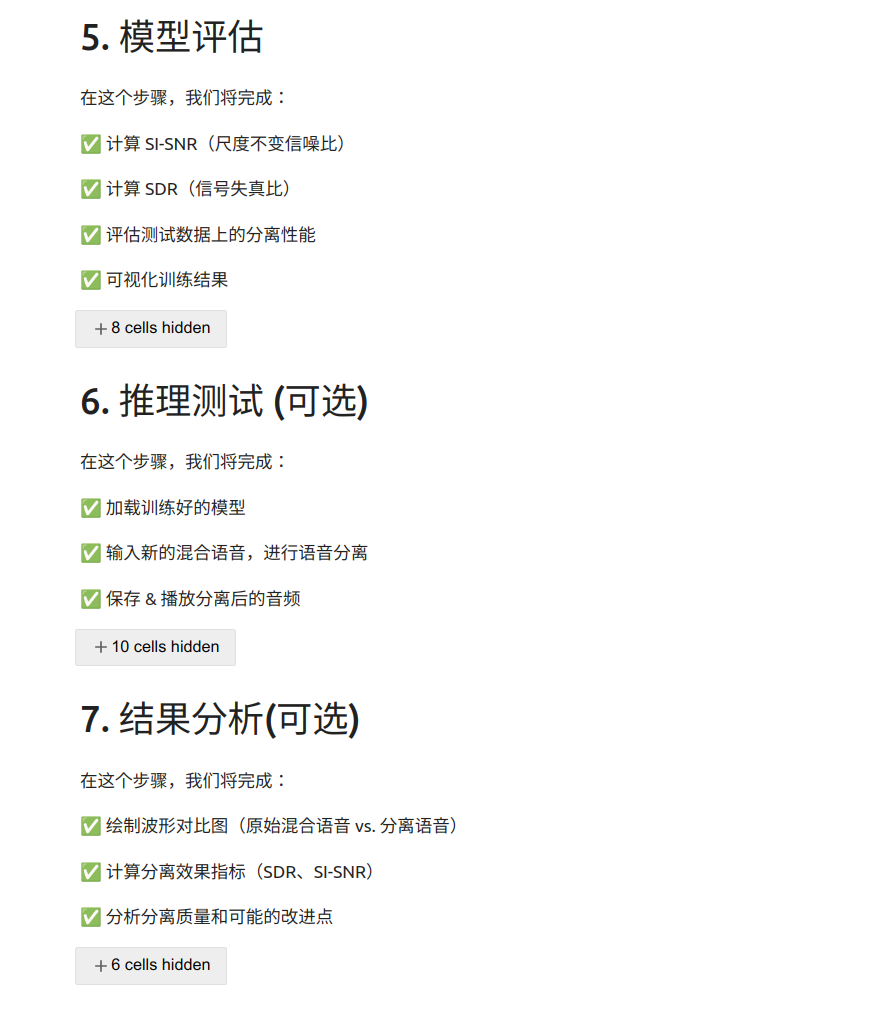 5. 模型评估
在这个步骤，我们将完成：
✅ 计算 SI-SNR（尺度不变信噪比）
✅ 计算 SDR（信号失真比）
✅ 评估测试数据上的分离性能
✅ 可视化训练结果
+ 8 cells hidden
6. 推理测试 (可选)
在这个步骤，我们将完成：
✅ 加载训练好的模型
✅ 输入新的混合语音，进行语音分离
✅ 保存 & 播放分离后的音频
+ 10 cells hidden
7. 结果分析(可选)
在这个步骤，我们将完成：
✅ 绘制波形对比图（原始混合语音 vs. 分离语音）
✅ 计算分离效果指标（SDR、SI-SNR）
✅ 分析分离质量和可能的改进点
+ 6 cells hidden